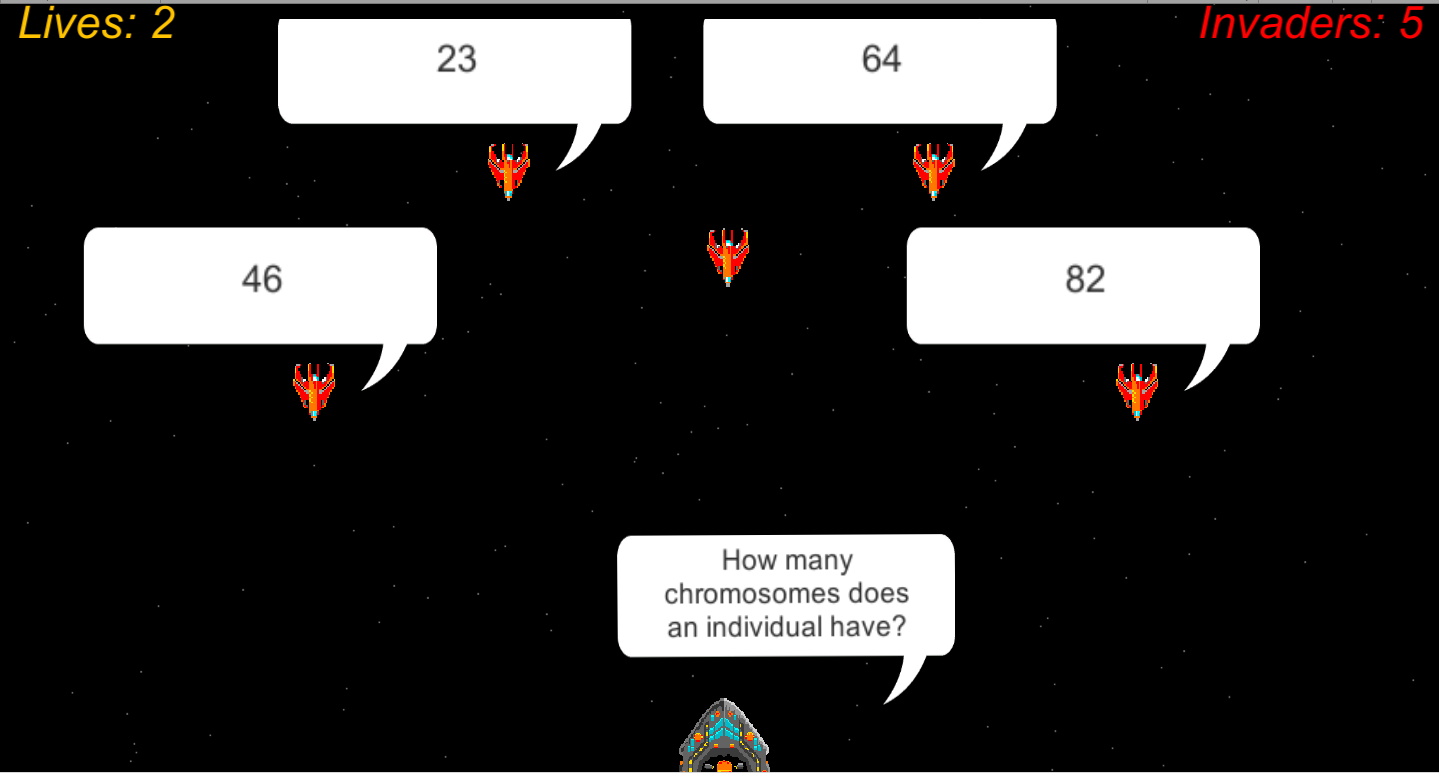 Lives: 2
Invaders: 5
23
64
46
82
How many
chromosomes does
an individual have?